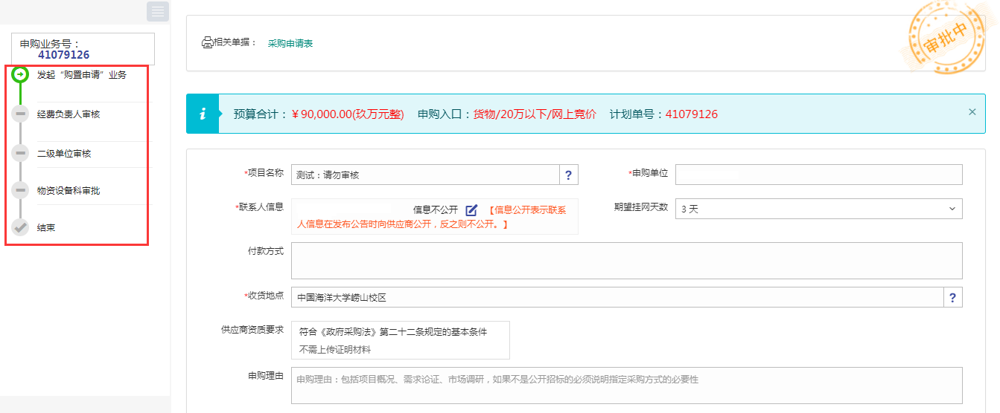 申购业务号：
41079126
发起“购置申请”业务
经费负责人审核
二级单位审核
物资设备科审批
结束
相关单据： 采购申请表
审批中
预算合计：￥90,000.00(玖万元整) 申购入口：货物/20万以下/网上竞价 计划单号：41079126
*项目名称 测试：请勿审核 ? *申购单位
*联系人信息 信息不公开 【信息公开表示联系
人信息在发布公告时向供应商公开，反之则不公开。】
期望挂网天数 3 天
付款方式
*收货地点 中国海洋大学崂山校区 ?
供应商资质要求 符合《政府采购法》第二十二条规定的基本条件
不需上传证明材料
申购理由 申购理由：包括项目概况、需求论证、市场调研，如果不是公开招标的必须说明指定采购方式的必要性